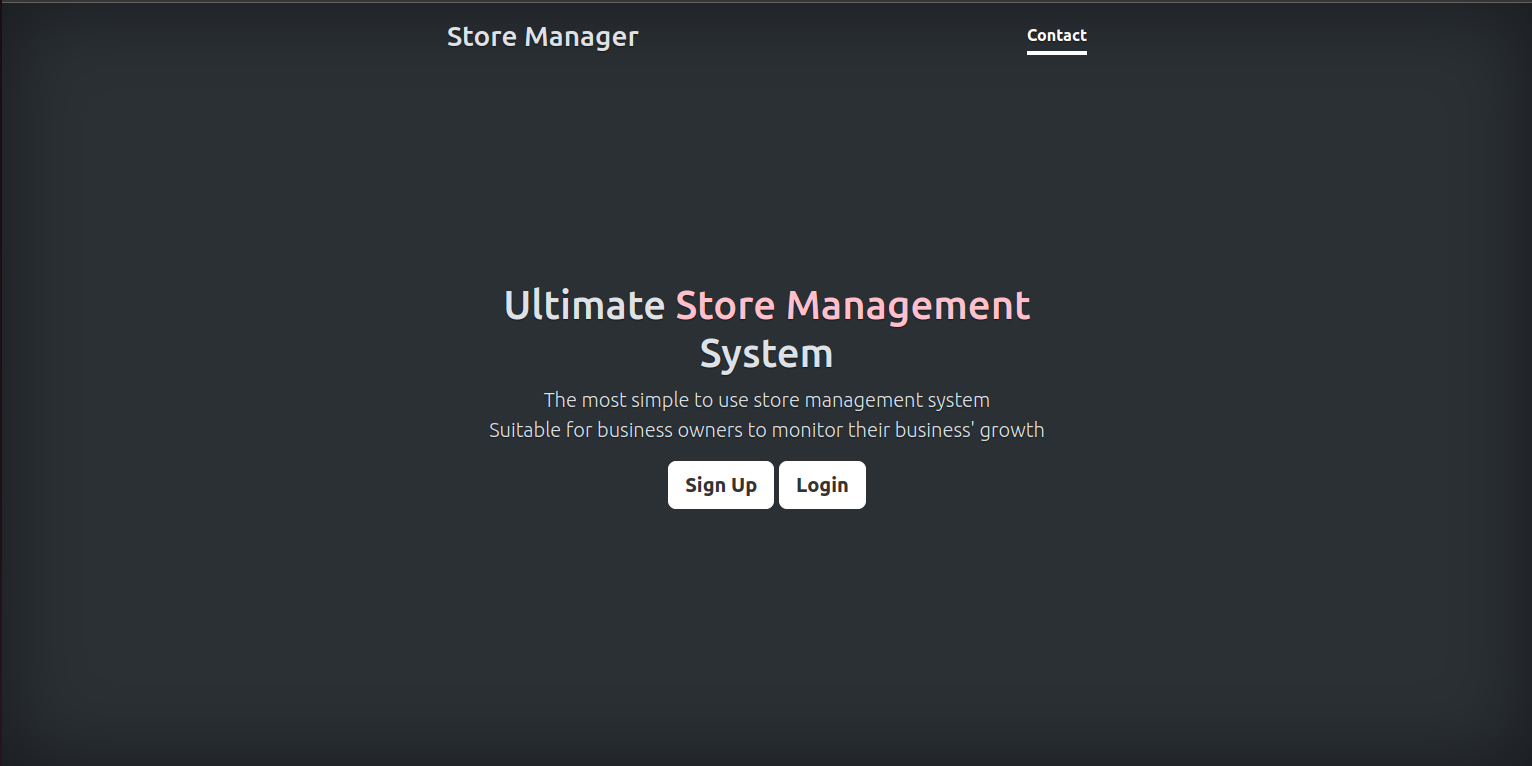 Store Manager
Contact
Ultimate Store Management
System
The most simple to use store management system
Suitable for business owners to monitor their business' growth
Sign Up
Login